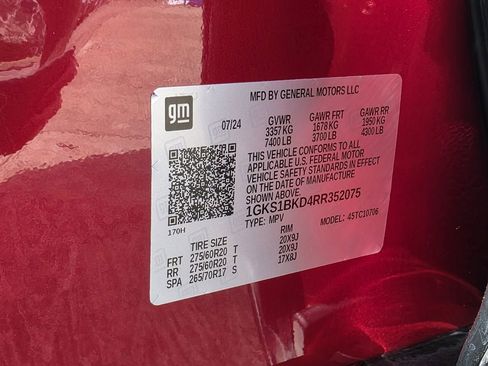 gm
MFD BY GENERAL MOTORS LLC
07/24 GVWR GAWR FRT GAWR RR
3357 KG 1678 KG 1950 KG
7400 LB 3700 LB 4300 LB
THIS VEHICLE CONFORMS TO ALL
APPLICABLE U.S. FEDERAL MOTOR
VEHICLE SAFETY STANDARDS IN EFFECT
ON THE DATE OF MANUFACTURE
SHOWN ABOVE.
1GKS1BKD4RR352075
TYPE: MPV MODEL: 4STC10706
170H
TIRE SIZE RIM
FRT 275/60R20 T 20X9J
RR 275/60R20 T 20X9J
SPA 265/70R17 S 17X8J